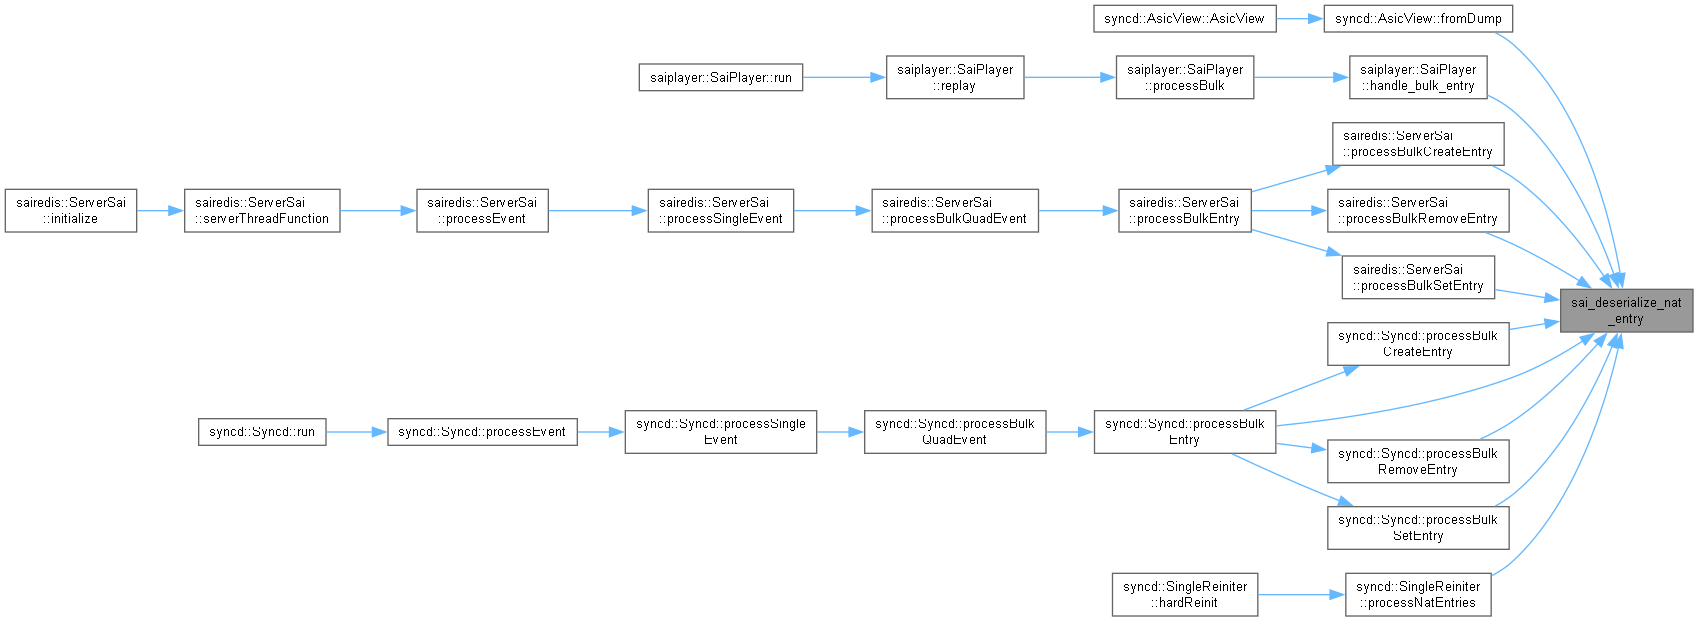 syncd::AsicView::AsicView
syncd::AsicView::fromDump
saiplayer::SaiPlayer::run
saiplayer::SaiPlayer
::replay
saiplayer::SaiPlayer
::processBulk
saiplayer::SaiPlayer
::handle_bulk_entry
sairedis::ServerSai
::processBulkCreateEntry
sairedis::ServerSai
::initialize
sairedis::ServerSai
::serverThreadFunction
sairedis::ServerSai
::processEvent
sairedis::ServerSai
::processSingleEvent
sairedis::ServerSai
::processBulkQuadEvent
sairedis::ServerSai
::processBulkEntry
sairedis::ServerSai
::processBulkRemoveEntry
sairedis::ServerSai
::processBulkSetEntry
sai_deserialize_nat
_entry
syncd::Syncd::processBulk
CreateEntry
syncd::Syncd::run
syncd::Syncd::processEvent
syncd::Syncd::processSingle
Event
syncd::Syncd::processBulk
QuadEvent
syncd::Syncd::processBulk
Entry
syncd::Syncd::processBulk
RemoveEntry
syncd::Syncd::processBulk
SetEntry
syncd::SingleReiniter
::hardReinit
syncd::SingleReiniter
::processNatEntries